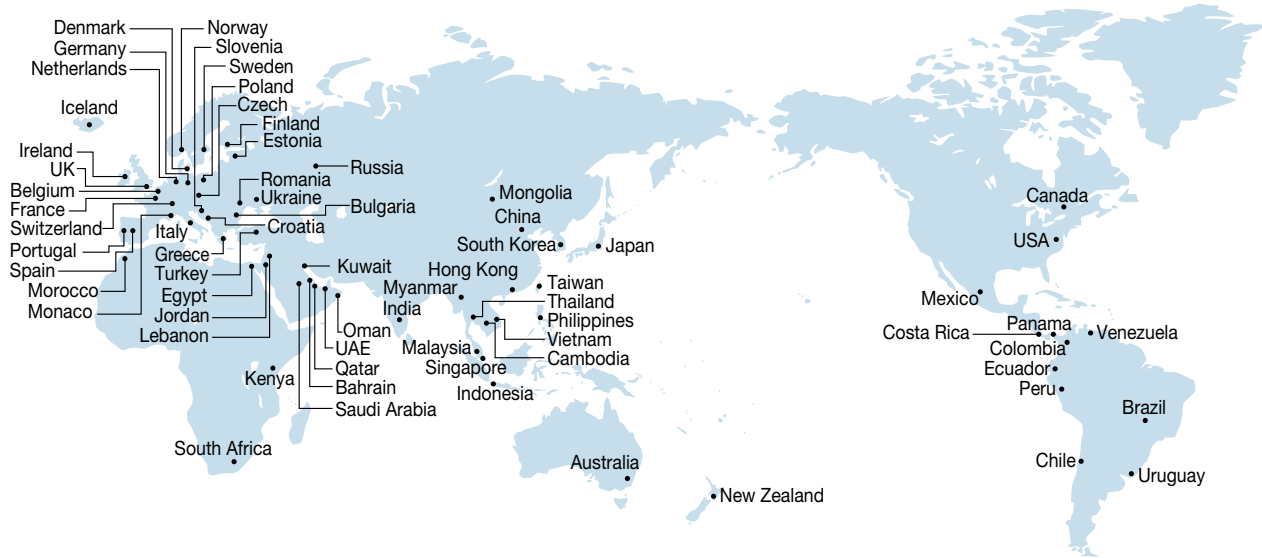 Denmark
Norway
Germany
Slovenia
Netherlands
Sweden
Poland
Iceland
Czech
Finland
Ireland
Estonia
UK
Russia
Belgium
Romania
France
Ukraine
Switzerland
Bulgaria
Italy
Croatia
Portugal
Greece
Spain
Turkey
Kuwait
Morocco
Egypt
Monaco
Jordan
Lebanon
Oman
UAE
Qatar
Bahrain
Saudi Arabia
Kenya
South Africa
Mongolia
China
South Korea
Japan
Hong Kong
Myanmar
Taiwan
India
Thailand
Philippines
Vietnam
Malaysia
Cambodia
Singapore
Indonesia
Australia
New Zealand
Canada
USA
Mexico
Panama
Costa Rica
Venezuela
Colombia
Ecuador
Peru
Brazil
Chile
Uruguay